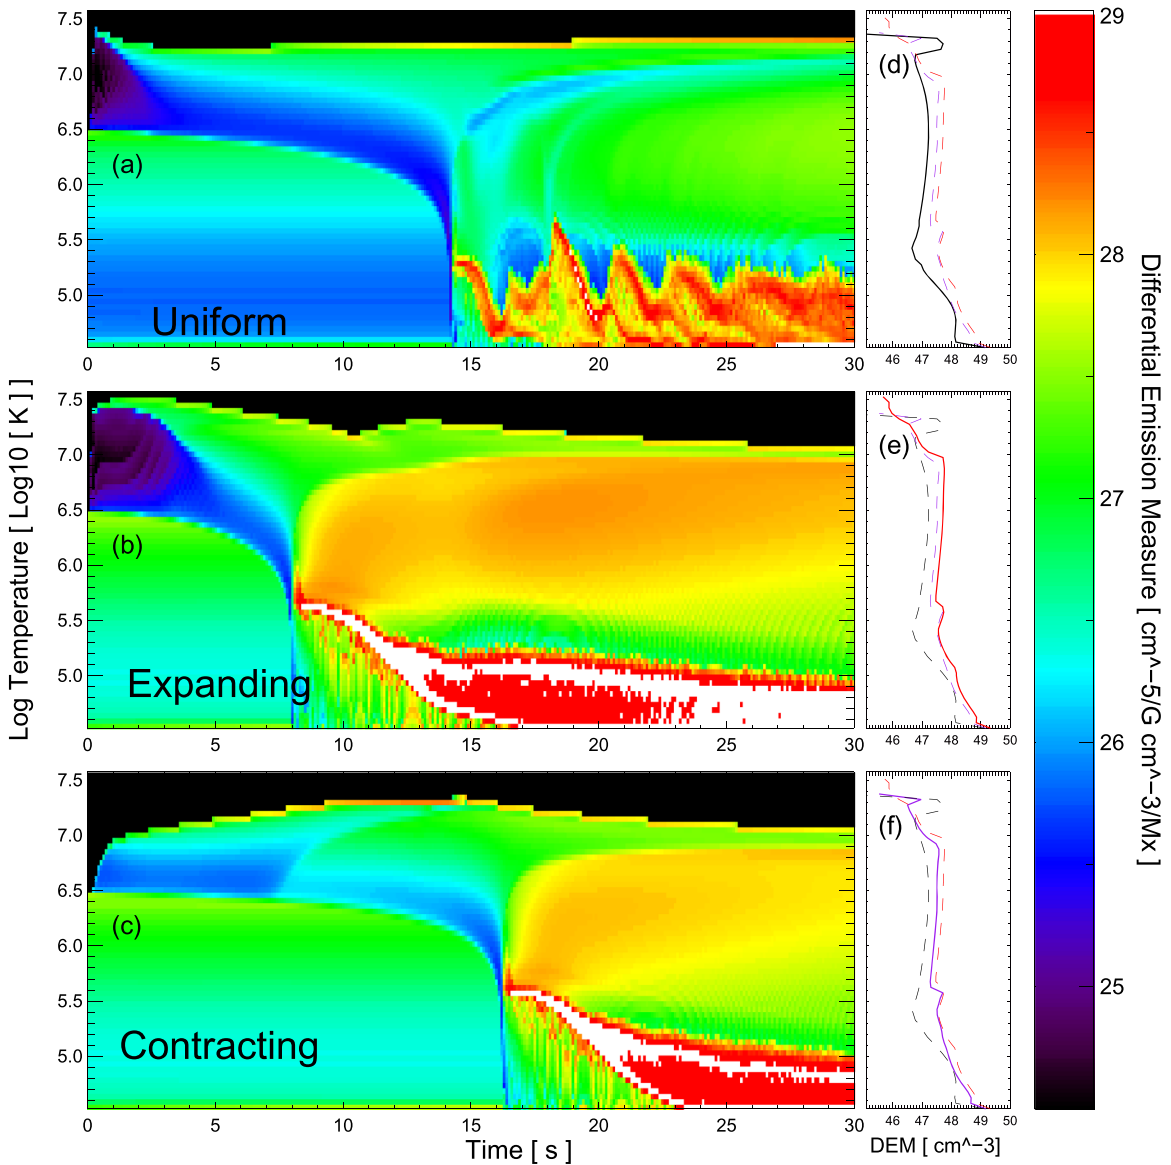 7.5
7.0
6.5
6.0
5.5
5.0
(a)
Uniform
0 5 10 15 20 25 30
(d)
46 47 48 49 50
7.5
7.0
6.5
6.0
5.5
5.0
(b)
Expanding
0 5 10 15 20 25 30
(e)
46 47 48 49 50
7.5
7.0
6.5
6.0
5.5
5.0
(c)
Contracting
0 5 10 15 20 25 30
(f)
46 47 48 49 50
Log Temperature [ Log10 [ K ] ]
Time [ s ]
DEM [ cm^−3]
29
28
27
26
25
Differential Emission Measure [ cm^−5/G cm^−3/Mx ]